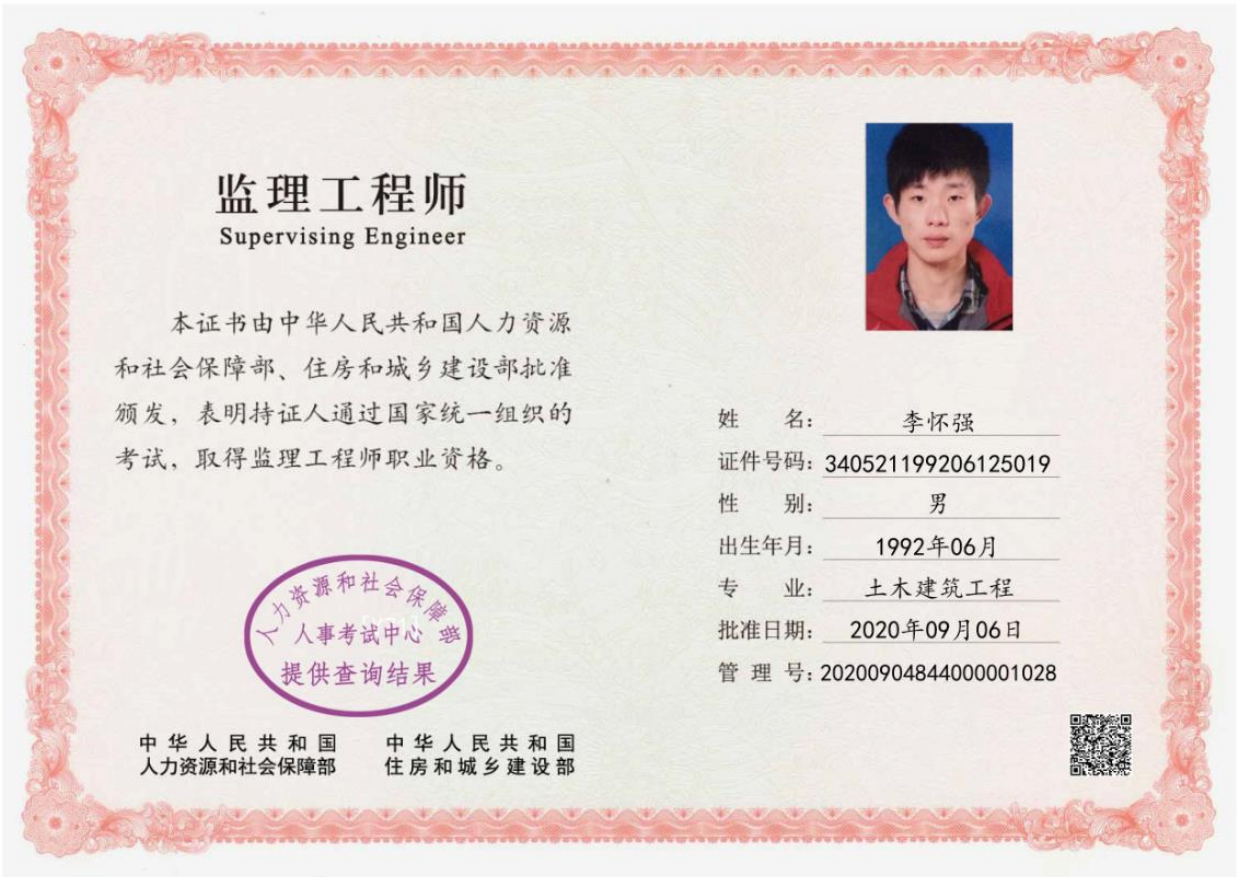 监理工程师
Supervising Engineer
本证书由中华人民共和国人力资源
和社会保障部、住房和城乡建设部批准
颁发，表明持证人通过国家统一组织的
考试，取得监理工程师职业资格。
人力资源和社会保障部
人事考试中心
提供查询结果
中华人民共和国
人力资源和社会保障部
中华人民共和国
住房和城乡建设部
姓名：李怀强
证件号码：340521199206125019
性别：男
出生年月：1992年06月
专业：土木建筑工程
批准日期：2020年09月06日
管理号：20200904844000001028